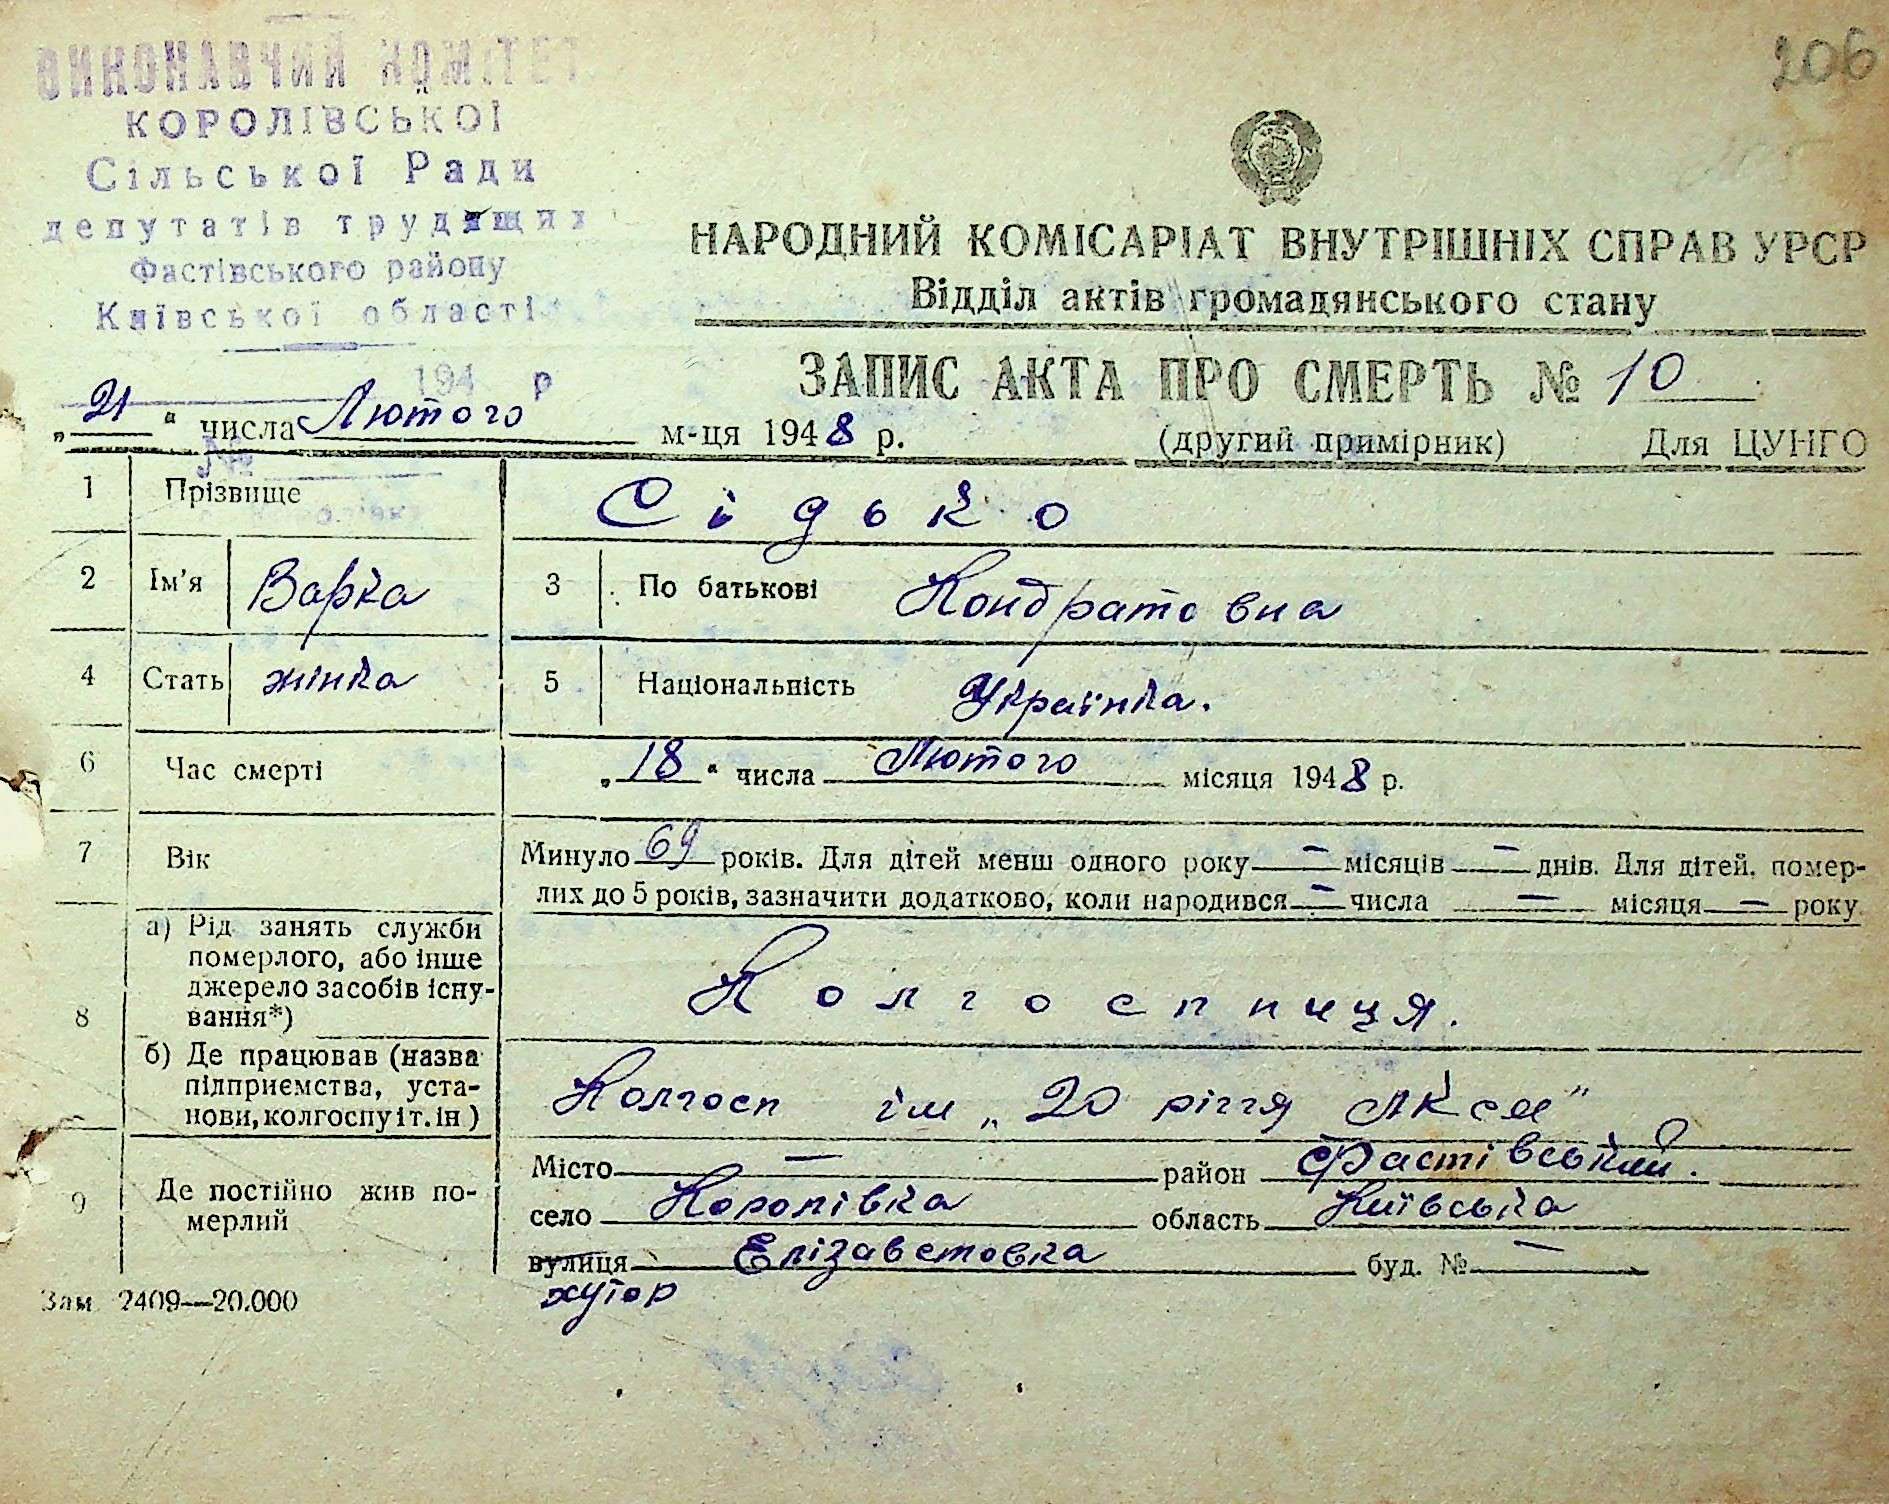 206
ВИКОНАВЧИЙ КОМІТЕТ
КОРОЛІВСЬКОЇ
Сільської Ради
депутатів трудящих
Фастівського району
Київської області
194 р
№
НАРОДНИЙ КОМІСАРІАТ ВНУТРІШНІХ СПРАВ УРСР
Відділ актів громадянського стану
ЗАПИС АКТА ПРО СМЕРТЬ № 10
„21“ числа Лютого м-ця 1948 р. (другий примірник) Для ЦУНГО
1 Прізвище Сідько
2 Ім'я Варка 3 По батькові Кондратовна
4 Стать жінка 5 Національність Українка.
6 Час смерті „18“ числа Лютого місяця 1948 р.
7 Вік Минуло 69 років. Для дітей менш одного року — місяців — днів. Для дітей, помер-
лих до 5 років, зазначити додатково, коли народився — числа — місяця — року
8 а) Рід занять служби
померлого, або інше
джерело засобів існу-
вання*) Колгоспниця.
б) Де працював (назва
підприємства, уста-
нови, колгоспу і т. ін) Колгосп ім „20 річчя ЛКСМ"
9 Де постійно жив по-
мерлий
Місто — район Фастівський.
село Королівка область Київська
вулиця Елізаветовка буд. № —
хутор
Зам 2409—20.000